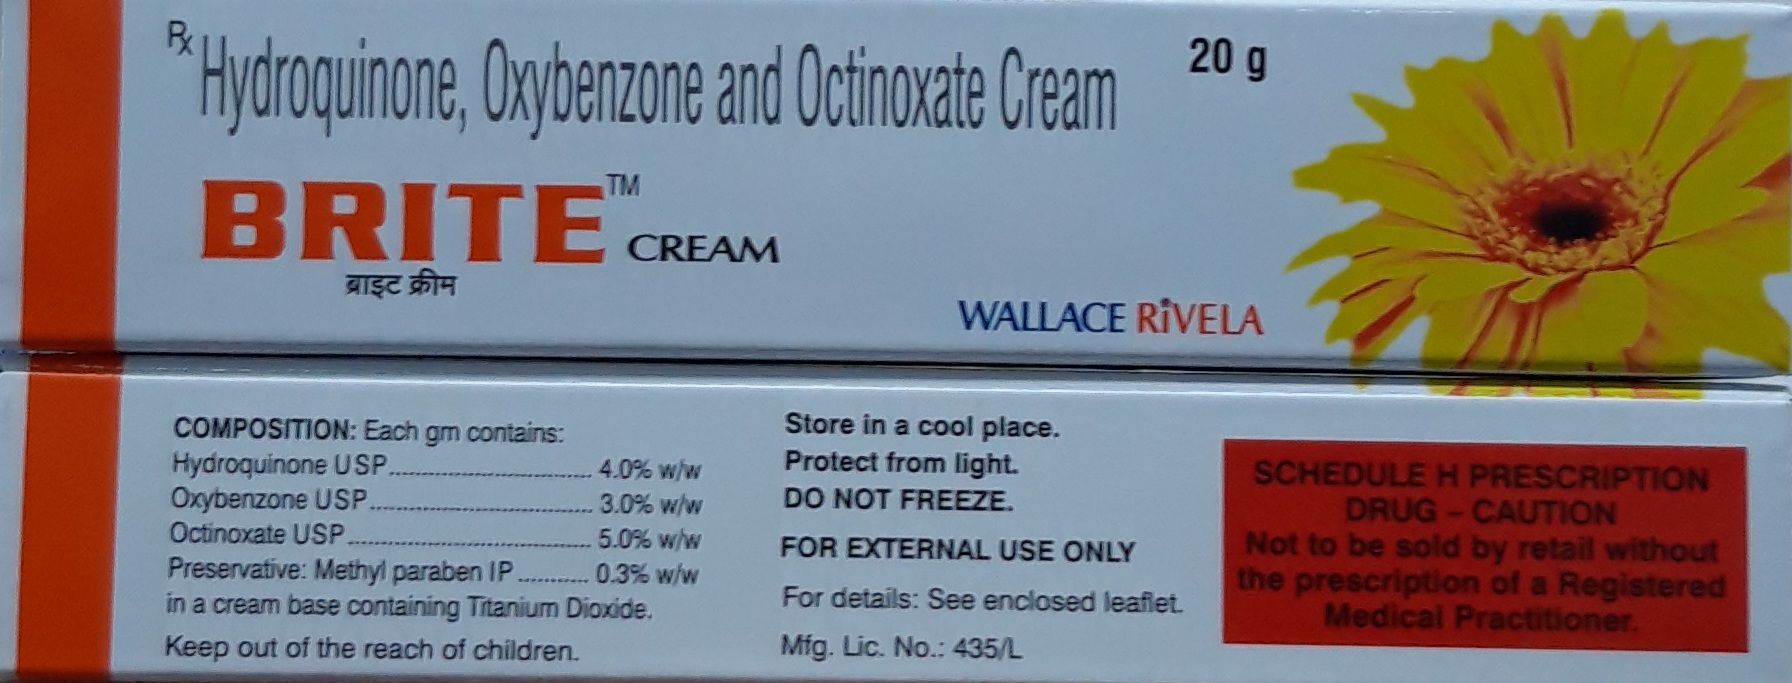 Rx Hydroquinone, Oxybenzone and Octinoxate Cream
20 g
BRITE™ CREAM
ब्राइट क्रीम
WALLACE RiVELA
COMPOSITION: Each gm contains:
Hydroquinone USP.............................. 4.0% w/w
Oxybenzone USP................................. 3.0% w/w
Octinoxate USP.................................... 5.0% w/w
Preservative: Methyl paraben IP........... 0.3% w/w
in a cream base containing Titanium Dioxide.
Keep out of the reach of children.
Store in a cool place.
Protect from light.
DO NOT FREEZE.
FOR EXTERNAL USE ONLY
For details: See enclosed leaflet.
Mfg. Lic. No.: 435/L
SCHEDULE H PRESCRIPTION
DRUG – CAUTION
Not to be sold by retail without
the prescription of a Registered
Medical Practitioner.